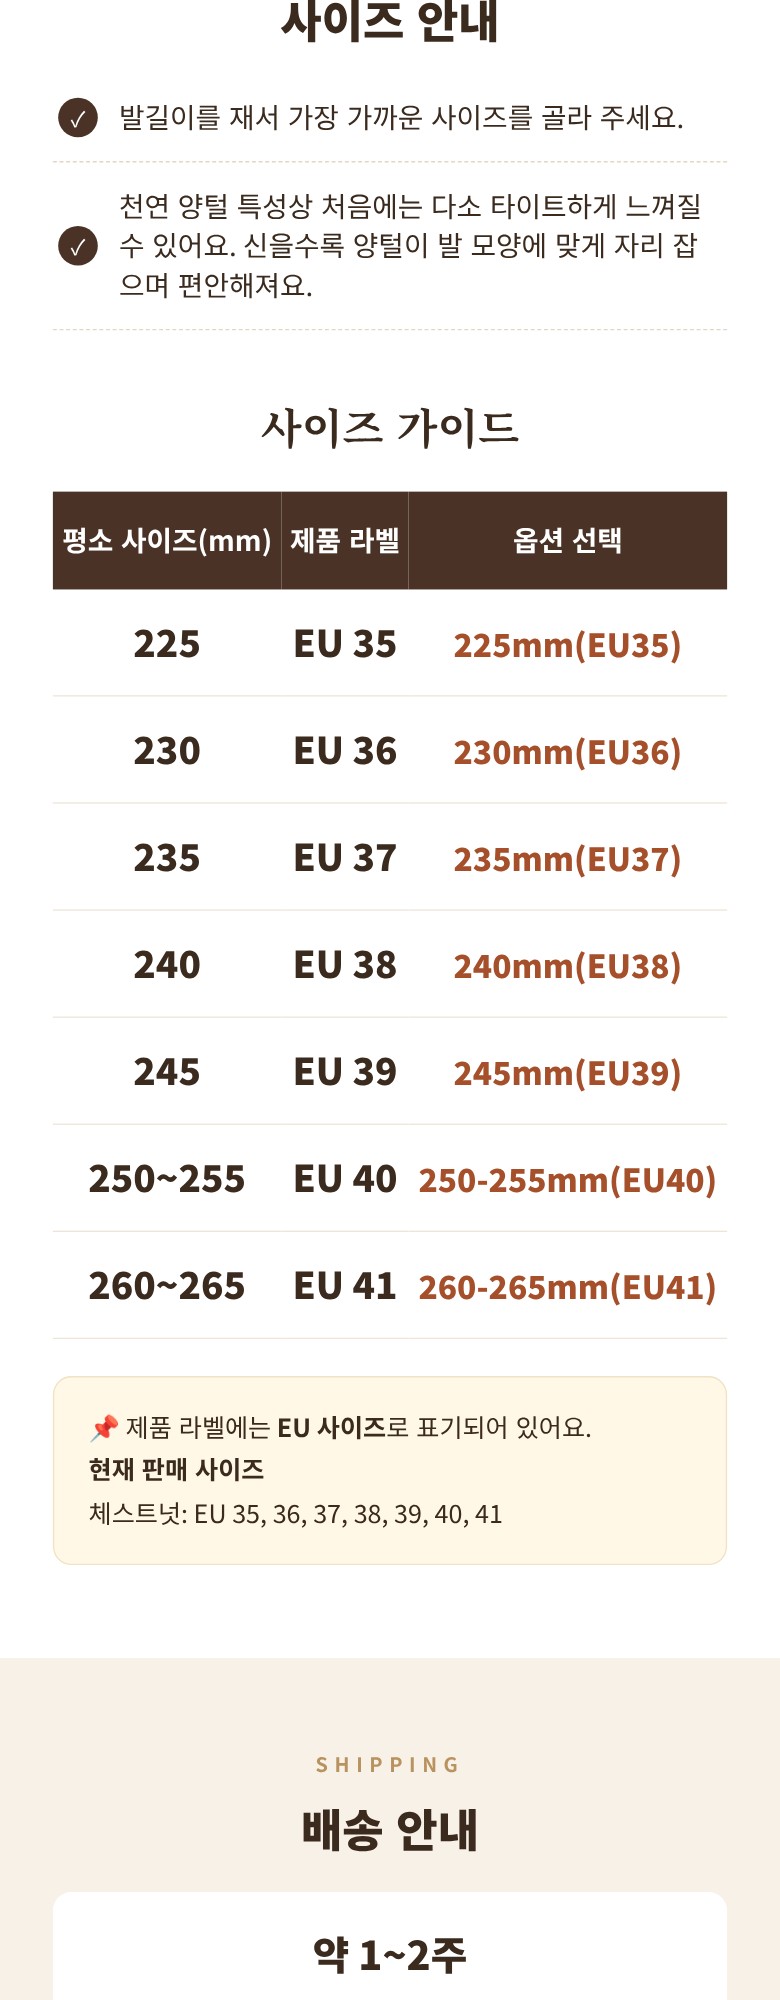 사이즈 안내
✓ 발길이를 재서 가장 가까운 사이즈를 골라 주세요.
✓ 천연 양털 특성상 처음에는 다소 타이트하게 느껴질
수 있어요. 신을수록 양털이 발 모양에 맞게 자리 잡
으며 편안해져요.
사이즈 가이드
평소 사이즈(mm) 제품 라벨 옵션 선택
225 EU 35 225mm(EU35)
230 EU 36 230mm(EU36)
235 EU 37 235mm(EU37)
240 EU 38 240mm(EU38)
245 EU 39 245mm(EU39)
250~255 EU 40 250-255mm(EU40)
260~265 EU 41 260-265mm(EU41)
📌 제품 라벨에는 EU 사이즈로 표기되어 있어요.
현재 판매 사이즈
체스트넛: EU 35, 36, 37, 38, 39, 40, 41
SHIPPING
배송 안내
약 1~2주